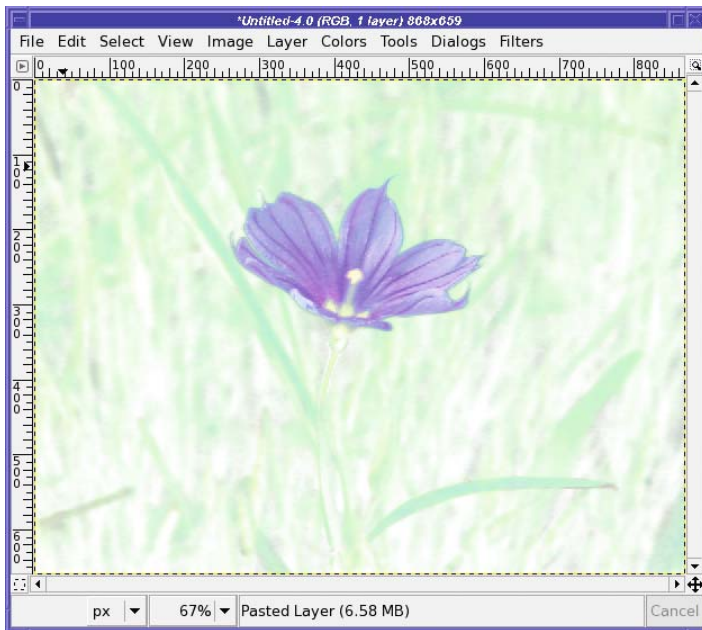 *Untitled-4.0 (RGB, 1 layer) 868x659
File Edit Select View Image Layer Colors Tools Dialogs Filters
0 100 200 300 400 500 600 700 800
0
100
200
300
400
500
600
px 67% Pasted Layer (6.58 MB) Cancel